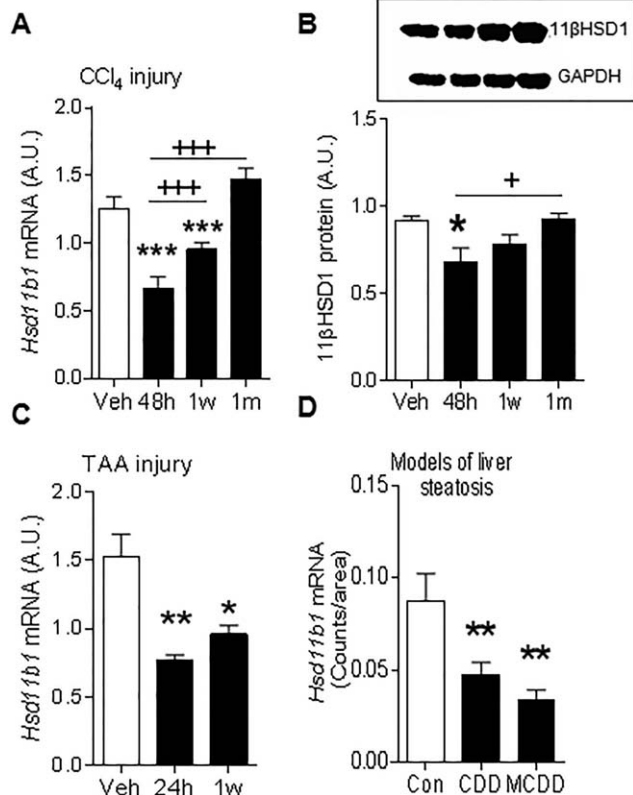 A
CCl₄ injury
Hsd11b1 mRNA (A.U.)
2.0
1.5
1.0
0.5
0.0
+++
+++
***
***
Veh 48h 1w 1m
B
11βHSD1
GAPDH
11βHSD1 protein (A.U.)
1.5
1.0
0.5
0.0
+
*
Veh 48h 1w 1m
C
TAA injury
Hsd11b1 mRNA (A.U.)
2.0
1.5
1.0
0.5
0.0
**
*
Veh 24h 1w
D
Models of liver
steatosis
Hsd11b1 mRNA
(Counts/area)
0.15
0.10
0.05
0.00
**
**
Con CDD MCDD